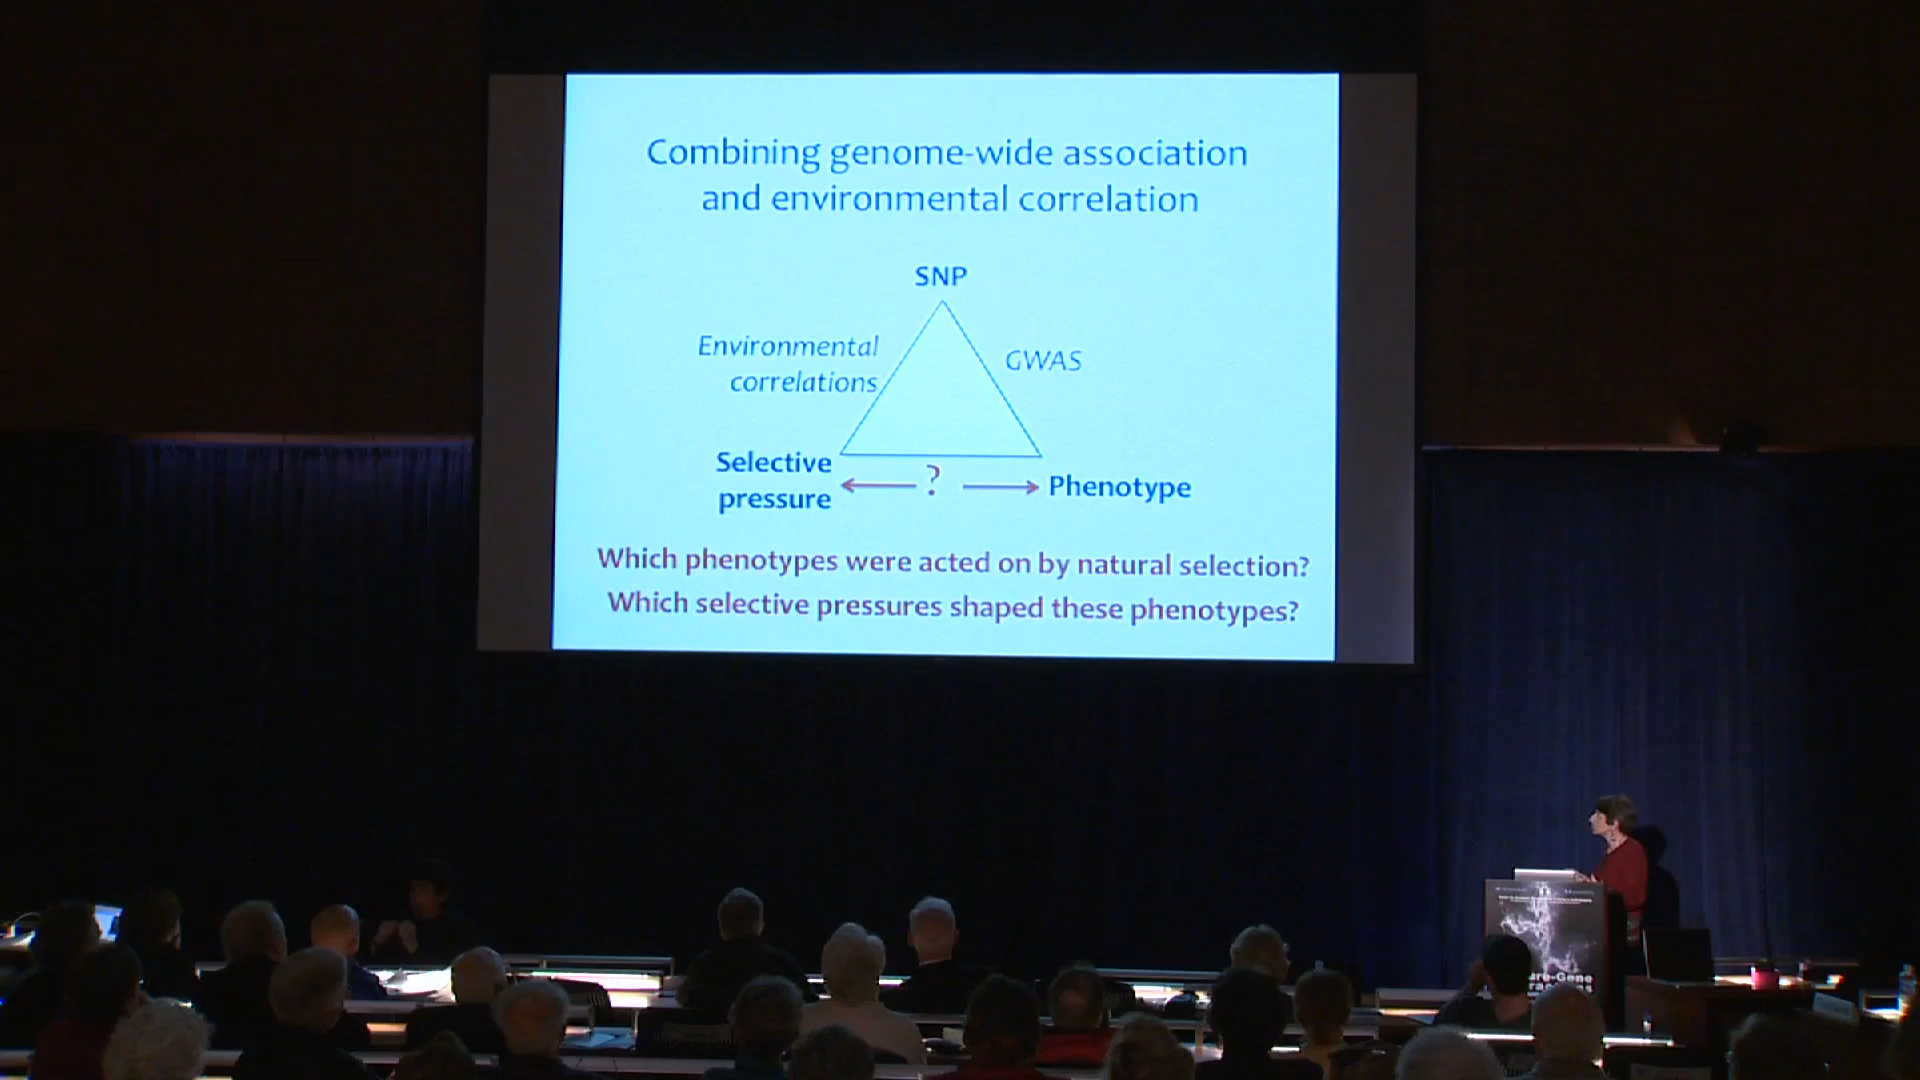 Combining genome-wide association
and environmental correlation
SNP
Environmental
correlations
GWAS
Selective
pressure
?
Phenotype
Which phenotypes were acted on by natural selection?
Which selective pressures shaped these phenotypes?